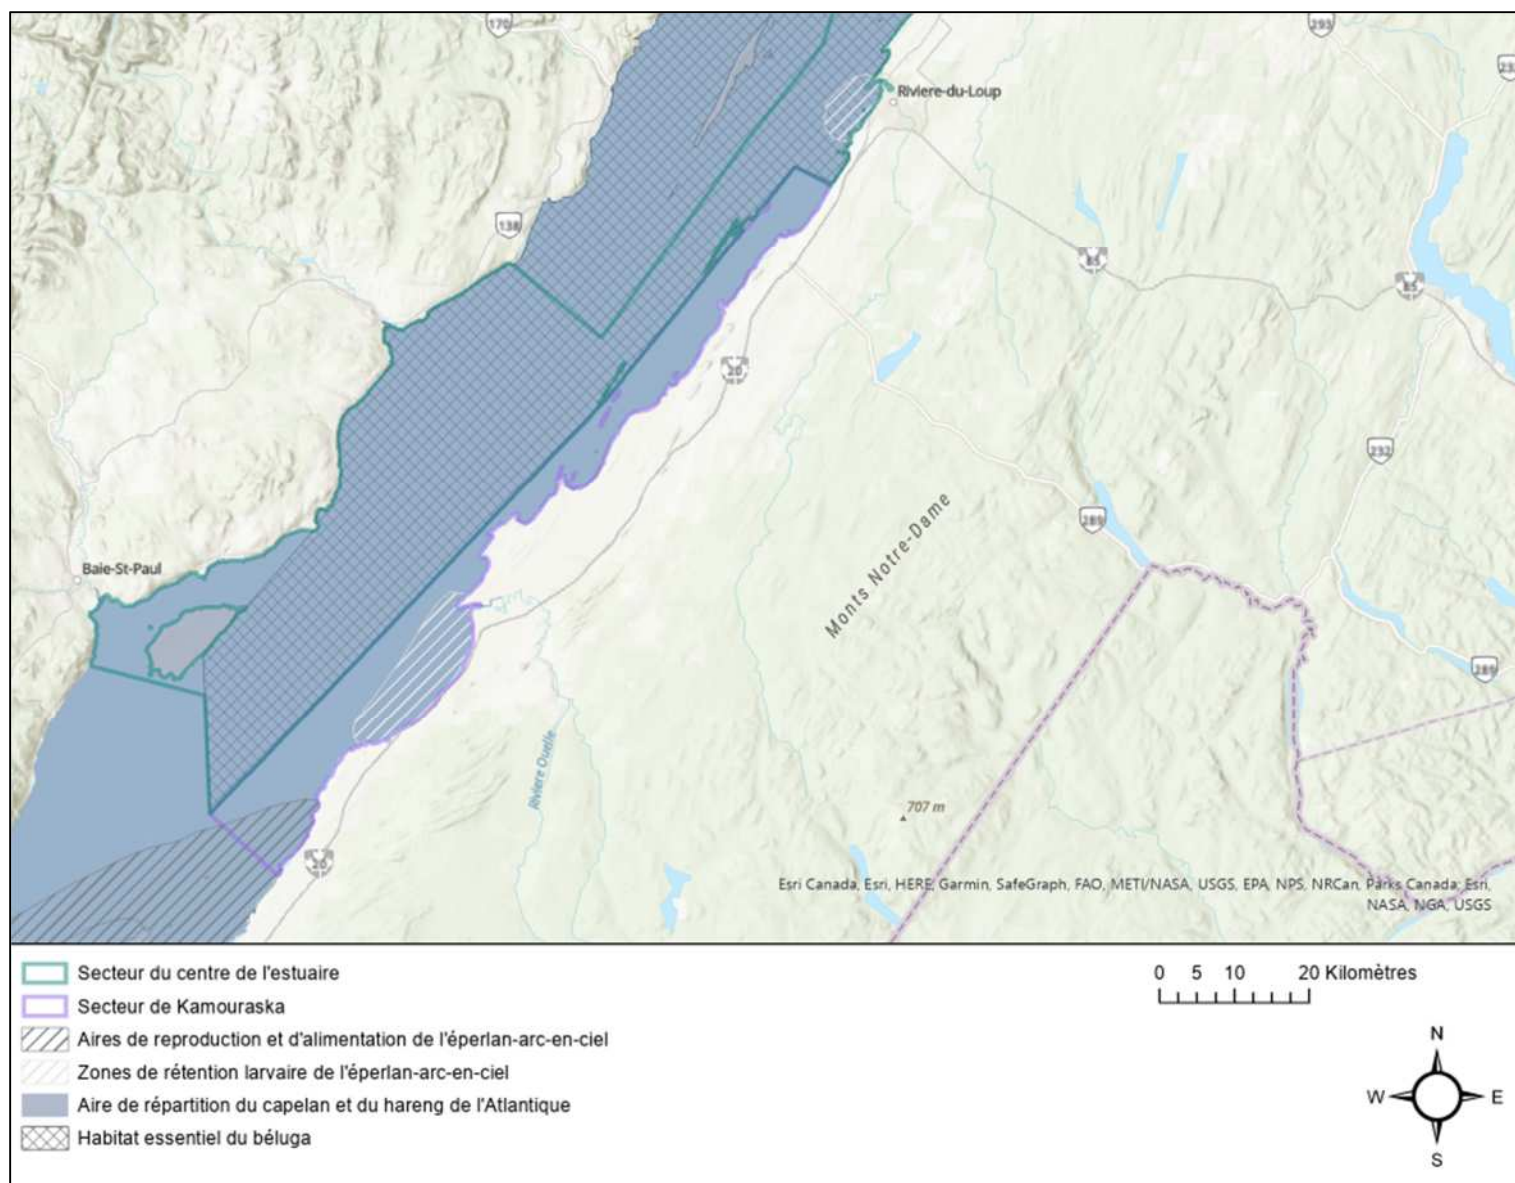 170
293
232
Riviere-du-Loup
138
85
85
20
232
289
Monts Notre-Dame
Baie-St-Paul
289
Riviere Ouelle
707 m
20
Esri Canada, Esri, HERE, Garmin, SafeGraph, FAO, METI/NASA, USGS, EPA, NPS, NRCan, Parks Canada, Esri,
NASA, NGA, USGS
Secteur du centre de l'estuaire
Secteur de Kamouraska
Aires de reproduction et d'alimentation de l'éperlan-arc-en-ciel
Zones de rétention larvaire de l'éperlan-arc-en-ciel
Aire de répartition du capelan et du hareng de l'Atlantique
Habitat essentiel du béluga
0 5 10 20 Kilomètres
N
W E
S